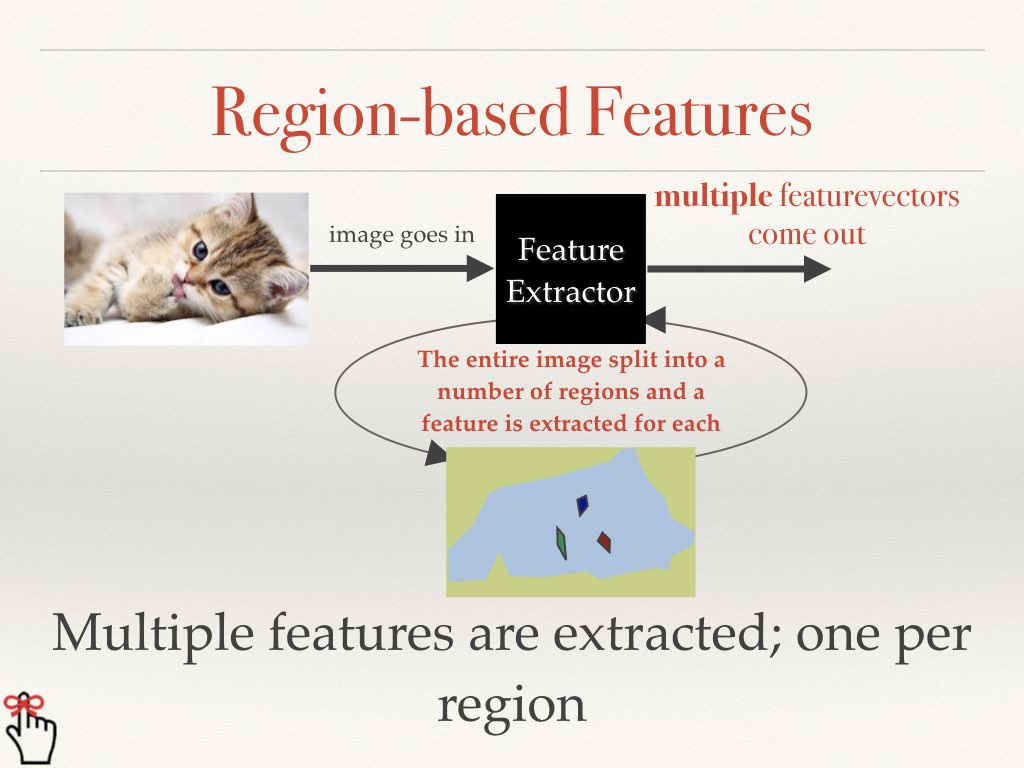 Region-based Features
image goes in
Feature
Extractor
multiple featurevectors
come out
The entire image split into a
number of regions and a
feature is extracted for each
Multiple features are extracted; one per
region